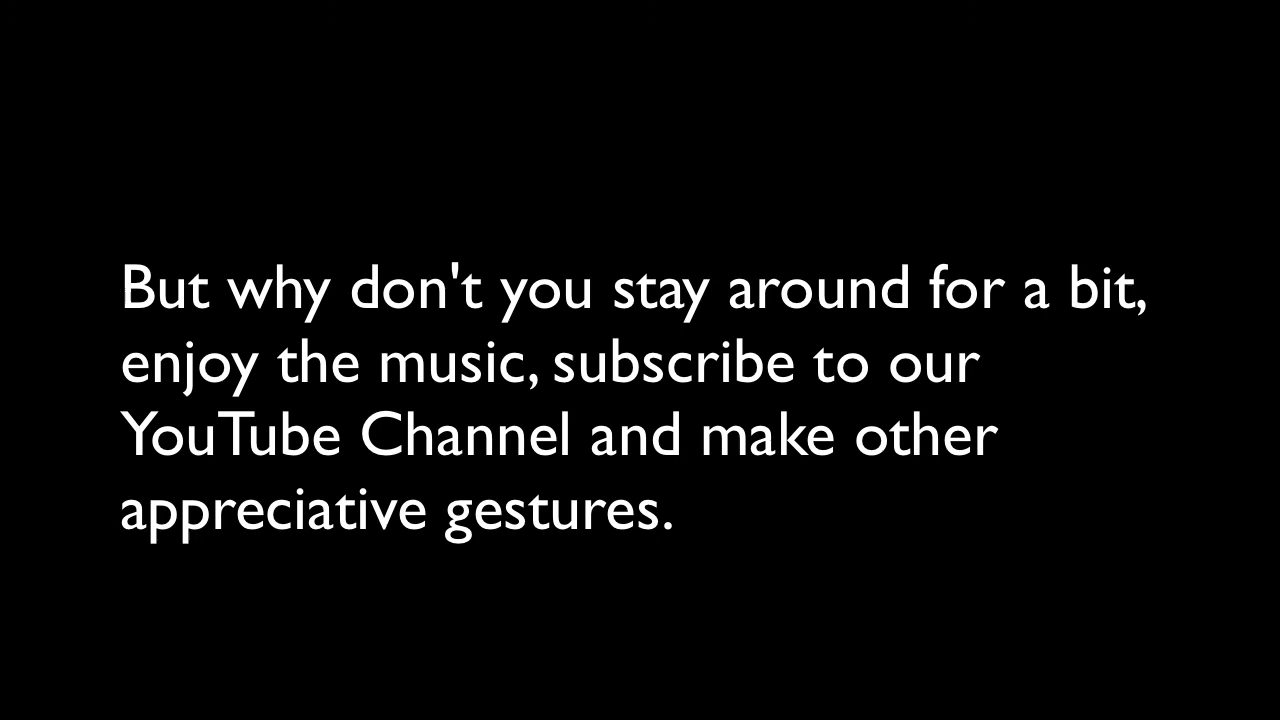 But why don't you stay around for a bit,
enjoy the music, subscribe to our
YouTube Channel and make other
appreciative gestures.